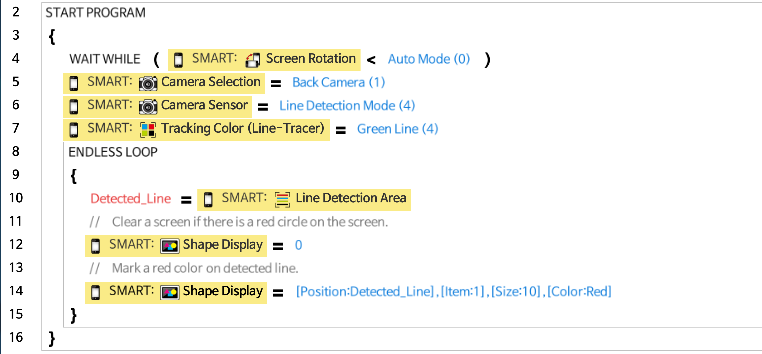 2 START PROGRAM
3 {
4 WAIT WHILE ( SMART: Screen Rotation < Auto Mode (0) )
5 SMART: Camera Selection = Back Camera (1)
6 SMART: Camera Sensor = Line Detection Mode (4)
7 SMART: Tracking Color (Line-Tracer) = Green Line (4)
8 ENDLESS LOOP
9 {
10 Detected_Line = SMART: Line Detection Area
11 // Clear a screen if there is a red circle on the screen.
12 SMART: Shape Display = 0
13 // Mark a red color on detected line.
14 SMART: Shape Display = [Position:Detected_Line],[Item:1],[Size:10],[Color:Red]
15 }
16 }